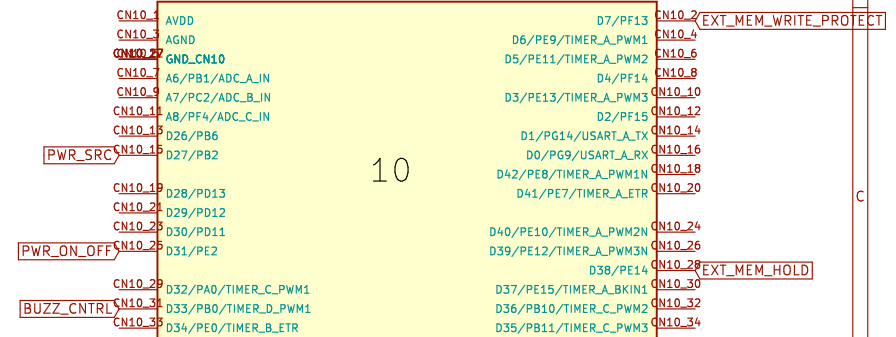 CN10_1 AVDD D7/PF13 CN10_2 EXT_MEM_WRITE_PROTECT
CN10_3 AGND D6/PE9/TIMER_A_PWM1 CN10_4
GND_CN10 D5/PE11/TIMER_A_PWM2 CN10_6
CN10_7 A6/PB1/ADC_A_IN D4/PF14 CN10_8
CN10_9 A7/PC2/ADC_B_IN D3/PE13/TIMER_A_PWM3 CN10_10
CN10_11 A8/PF4/ADC_C_IN D2/PF15 CN10_12
CN10_13 D26/PB6 D1/PG14/USART_A_TX CN10_14
PWR_SRC CN10_15 D27/PB2 D0/PG9/USART_A_RX CN10_16
10
D42/PE8/TIMER_A_PWM1N CN10_18
CN10_19 D28/PD13 D41/PE7/TIMER_A_ETR CN10_20
C
CN10_21 D29/PD12
CN10_23 D30/PD11 D40/PE10/TIMER_A_PWM2N CN10_24
PWR_ON_OFF CN10_25 D31/PE2 D39/PE12/TIMER_A_PWM3N CN10_26
D38/PE14 CN10_28 EXT_MEM_HOLD
CN10_29 D32/PA0/TIMER_C_PWM1 D37/PE15/TIMER_A_BKIN1 CN10_30
BUZZ_CNTRL CN10_31 D33/PB0/TIMER_D_PWM1 D36/PB10/TIMER_C_PWM2 CN10_32
CN10_33 D34/PE0/TIMER_B_ETR D35/PB11/TIMER_C_PWM3 CN10_34